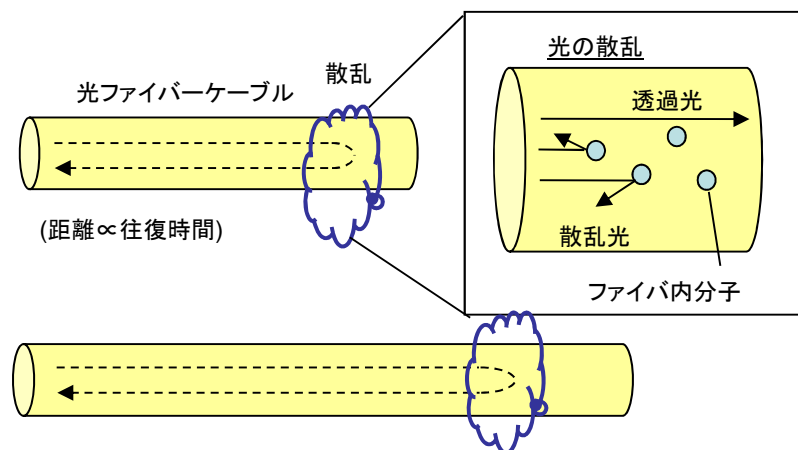 光の散乱
散乱
光ファイバーケーブル
透過光
(距離∝往復時間)
散乱光
ファイバ内分子